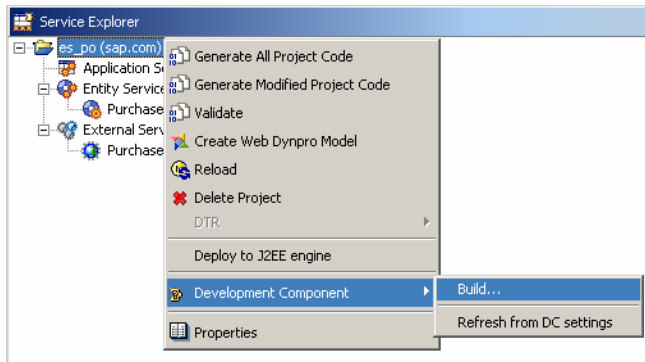 Service Explorer
es_po (sap.com)
Generate All Project Code
Application
Generate Modified Project Code
Entity Service
Purchase
Validate
External Serv
Create Web Dynpro Model
Purchase
Reload
Delete Project
DTR
Deploy to J2EE engine
Development Component
Build...
Refresh from DC settings
Properties